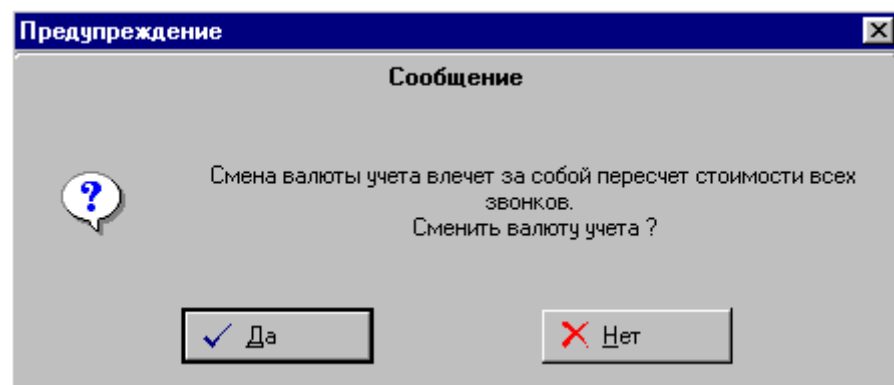 Предупреждение
Сообщение
Смена валюты учета влечет за собой пересчет стоимости всех
звонков.
Сменить валюту учета ?
Да
Нет